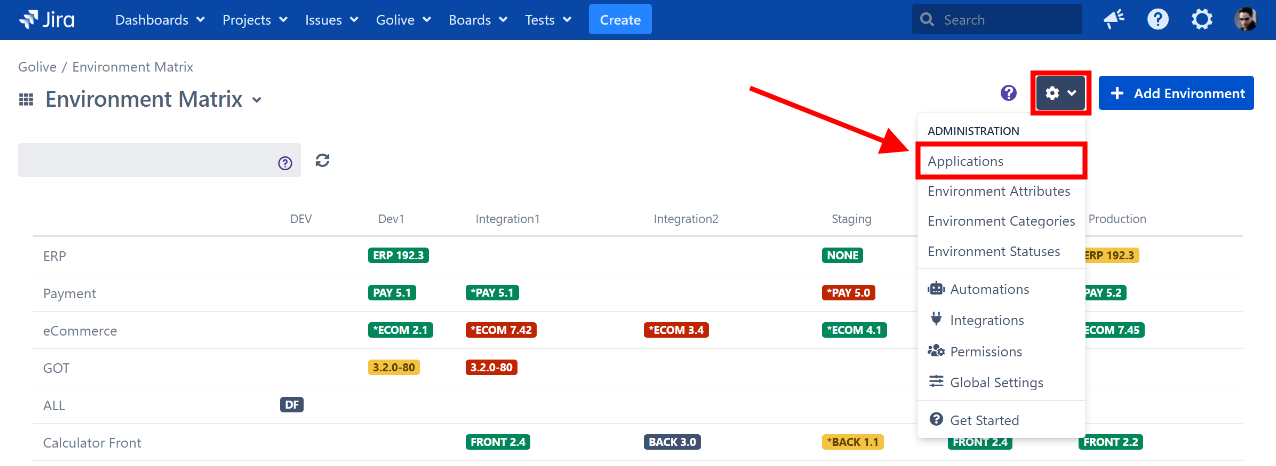 Jira Dashboards Projects Issues Golive Boards Tests Create Search
Golive / Environment Matrix
Environment Matrix
Add Environment
ADMINISTRATION
Applications
Environment Attributes
Environment Categories
Environment Statuses
Automations
Integrations
Permissions
Global Settings
Get Started
DEV Dev1 Integration1 Integration2 Staging Production
ERP ERP 192.3 NONE ERP 192.3
Payment PAY 5.1 *PAY 5.1 *PAY 5.0 PAY 5.2
eCommerce *ECOM 2.1 *ECOM 7.42 *ECOM 3.4 *ECOM 4.1 ECOM 7.45
GOT 3.2.0-80 3.2.0-80
ALL DF
Calculator Front FRONT 2.4 BACK 3.0 *BACK 1.1 FRONT 2.4 FRONT 2.2